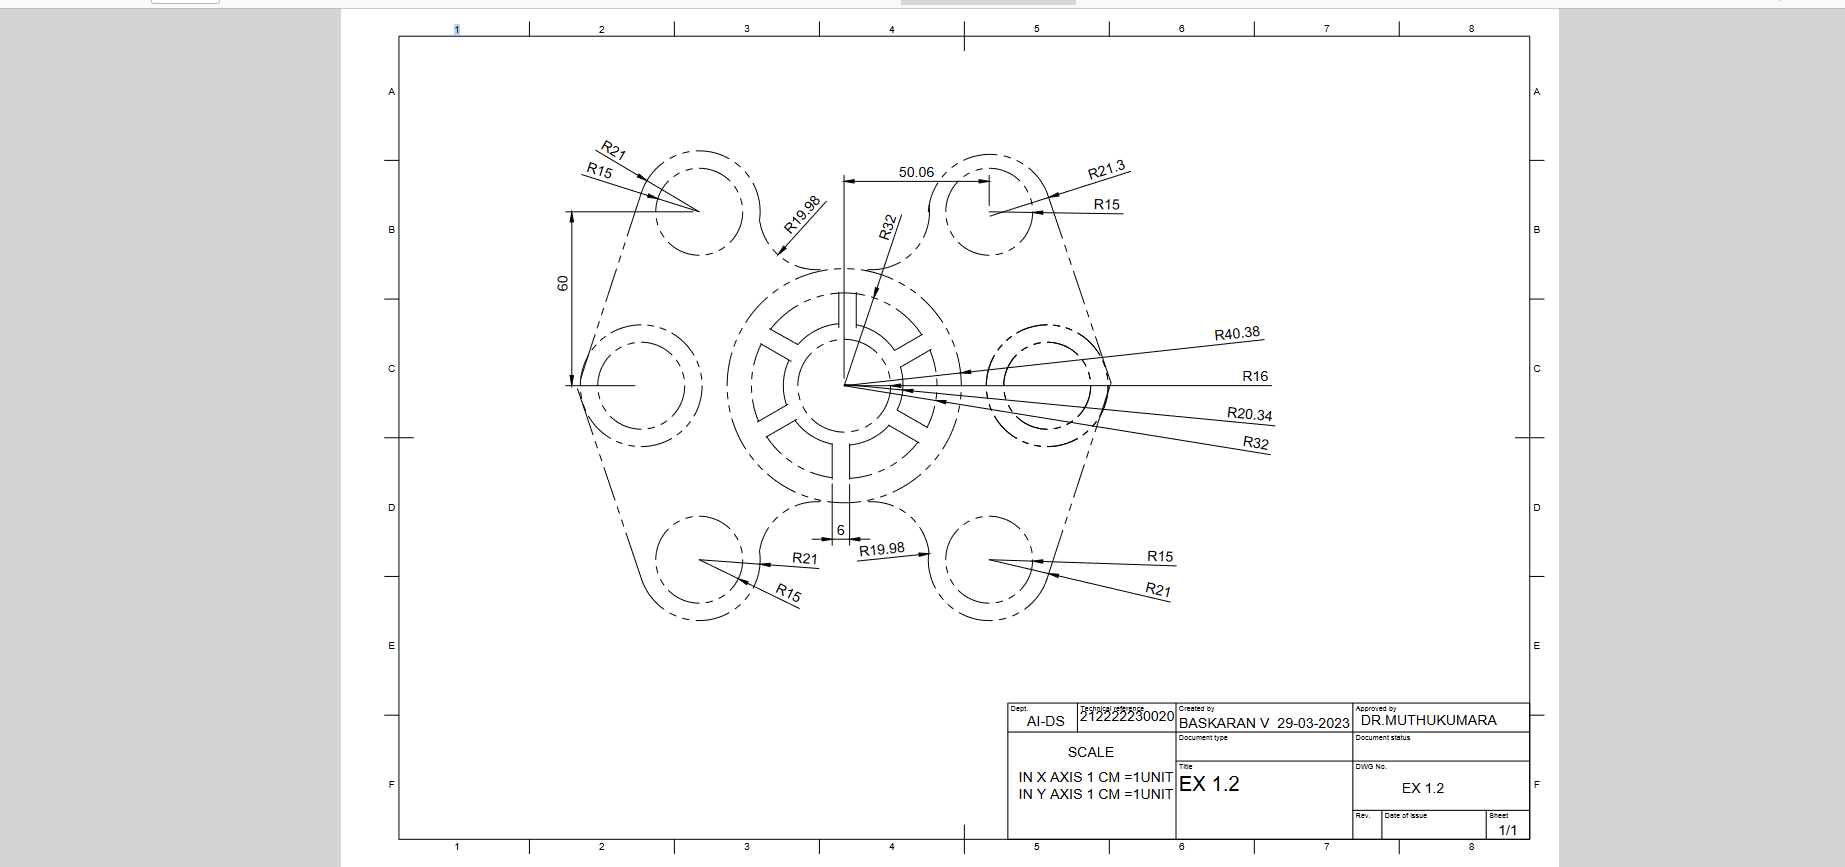 1 2 3 4 5 6 7 8
A A
R21
R15
50.06
R21.3
R15
R19.98
R32
B B
60
R40.38
C C
R16
R20.34
R32
D D
6
R19.98
R21
R15
R15
R21
E E
Dept. Technical reference Created by Approved by
AI-DS 212222230020 BASKARAN V 29-03-2023 DR.MUTHUKUMARA
Document type Document status
SCALE
Title DWG No.
IN X AXIS 1 CM =1UNIT EX 1.2 EX 1.2
IN Y AXIS 1 CM =1UNIT
F F
Rev. Date of issue Sheet
1/1
1 2 3 4 5 6 7 8